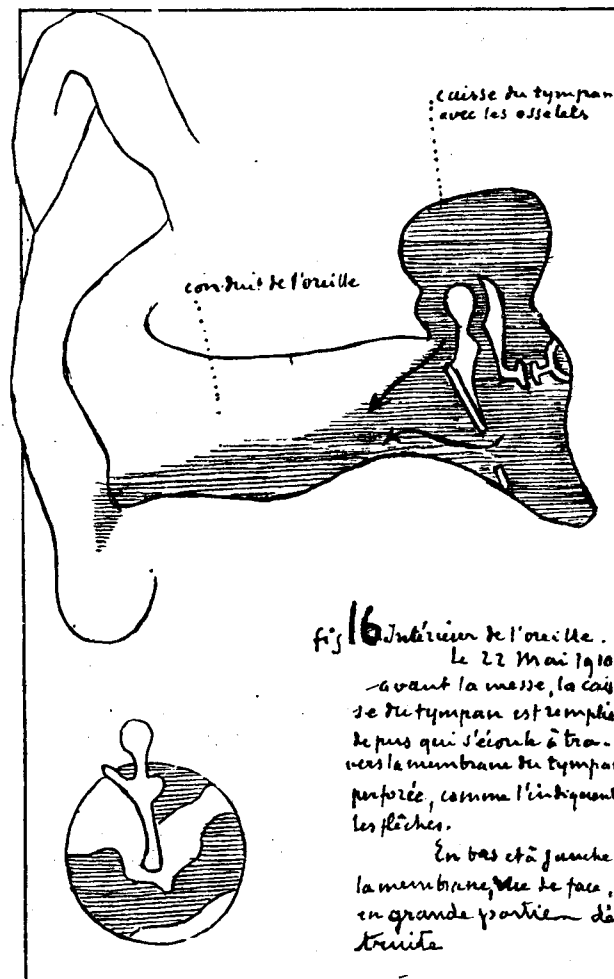 caisse du tympan
avec les osselets
conduit de l'oreille
fig 16 Intérieur de l'oreille.
Le 22 Mai 1910
avant la messe, la cais
se du tympan est remplie
de pus qui s'écoule à tra-
vers la membrane du tympan
perforée, comme l'indiquent
les flèches.
En bas et à gauche
la membrane, vue de face,
en grande partie dé
truite